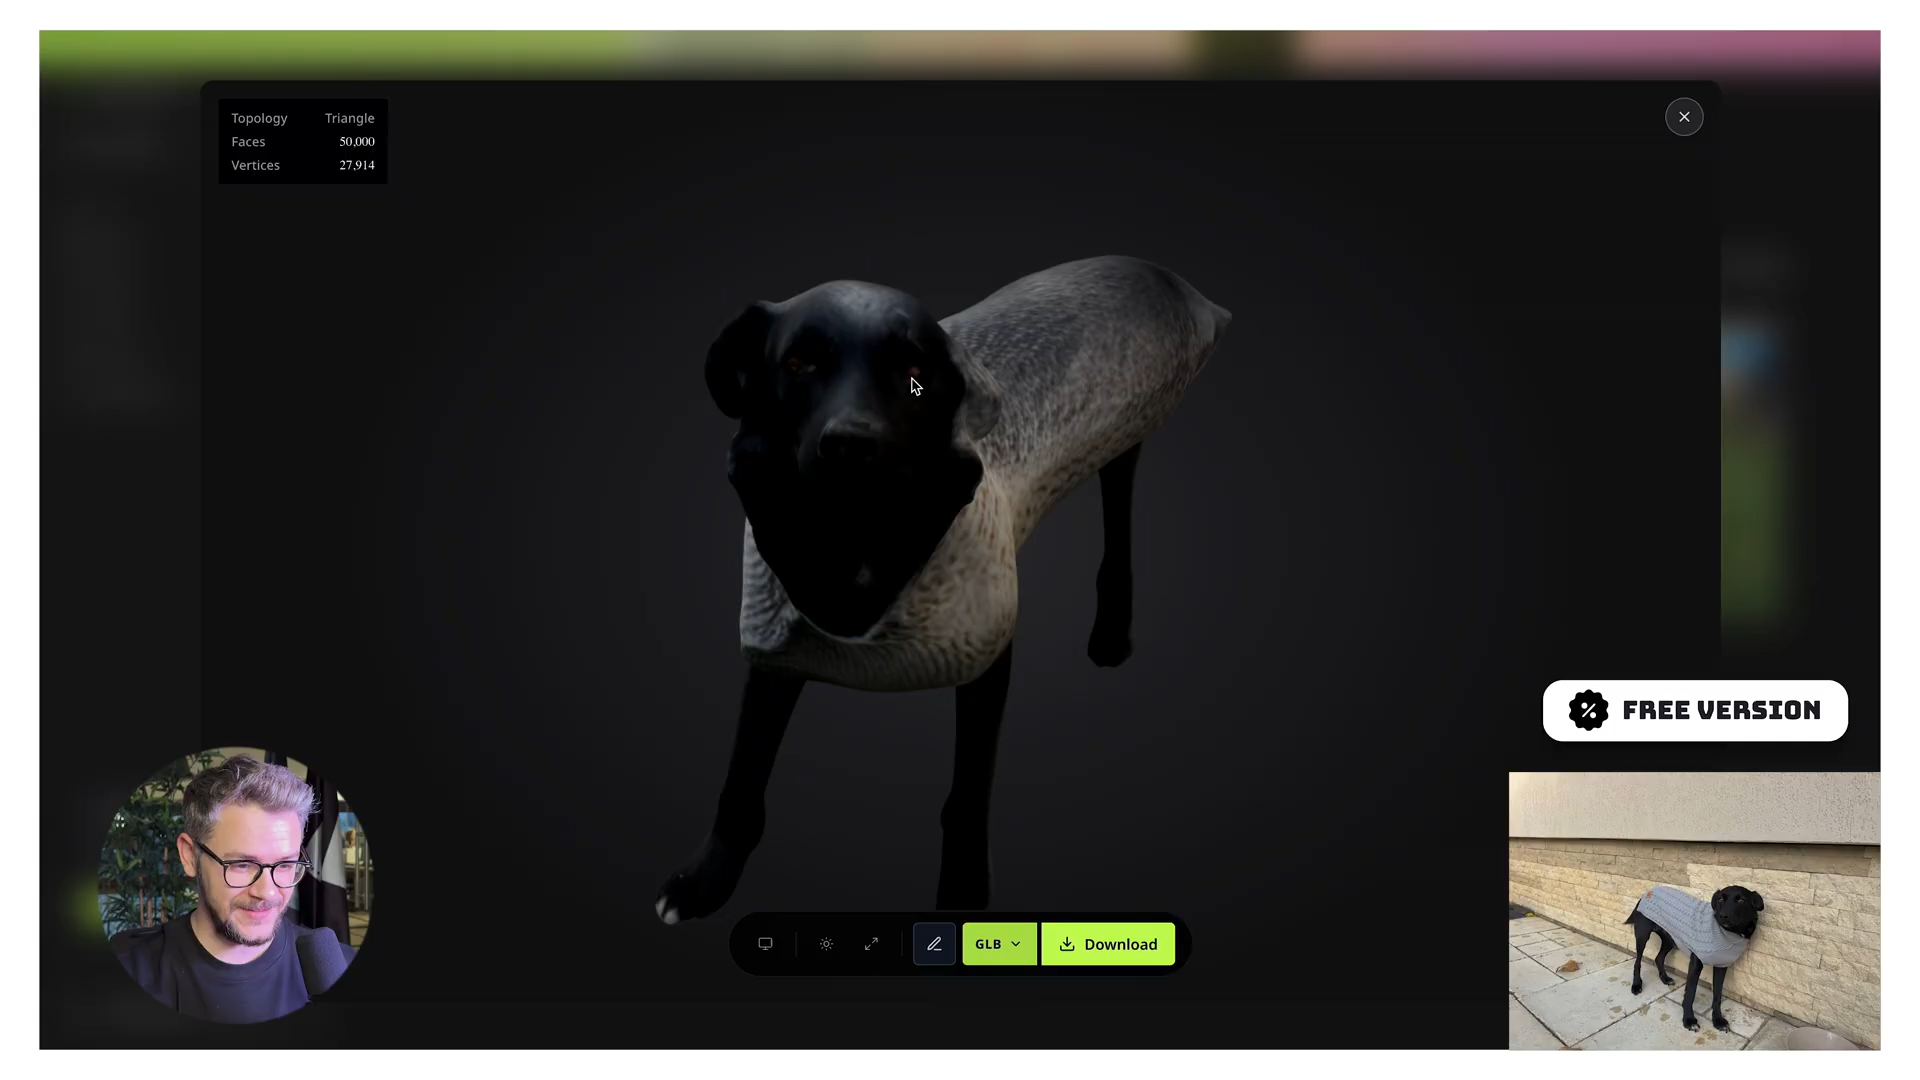 Topology Triangle
Faces 50,000
Vertices 27,914
FREE VERSION
GLB
Download